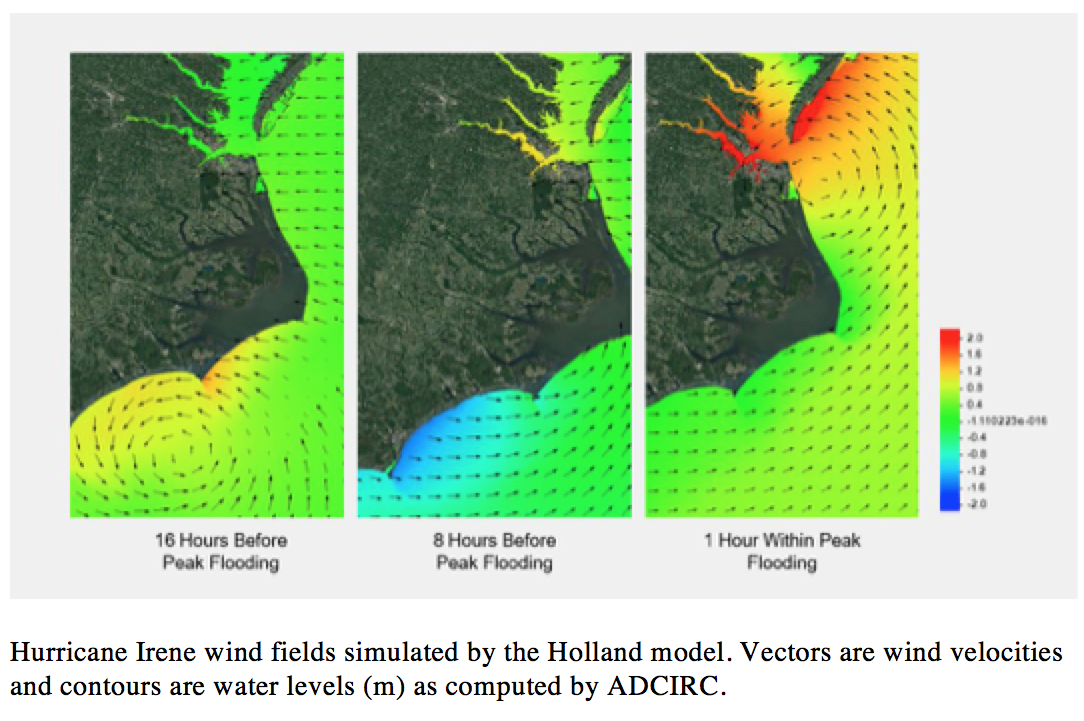 16 Hours Before
Peak Flooding
8 Hours Before
Peak Flooding
1 Hour Within Peak
Flooding
2.0
1.6
1.2
0.8
0.4
-1.110223e-016
-0.4
-0.8
-1.2
-1.6
-2.0
Hurricane Irene wind fields simulated by the Holland model. Vectors are wind velocities
and contours are water levels (m) as computed by ADCIRC.